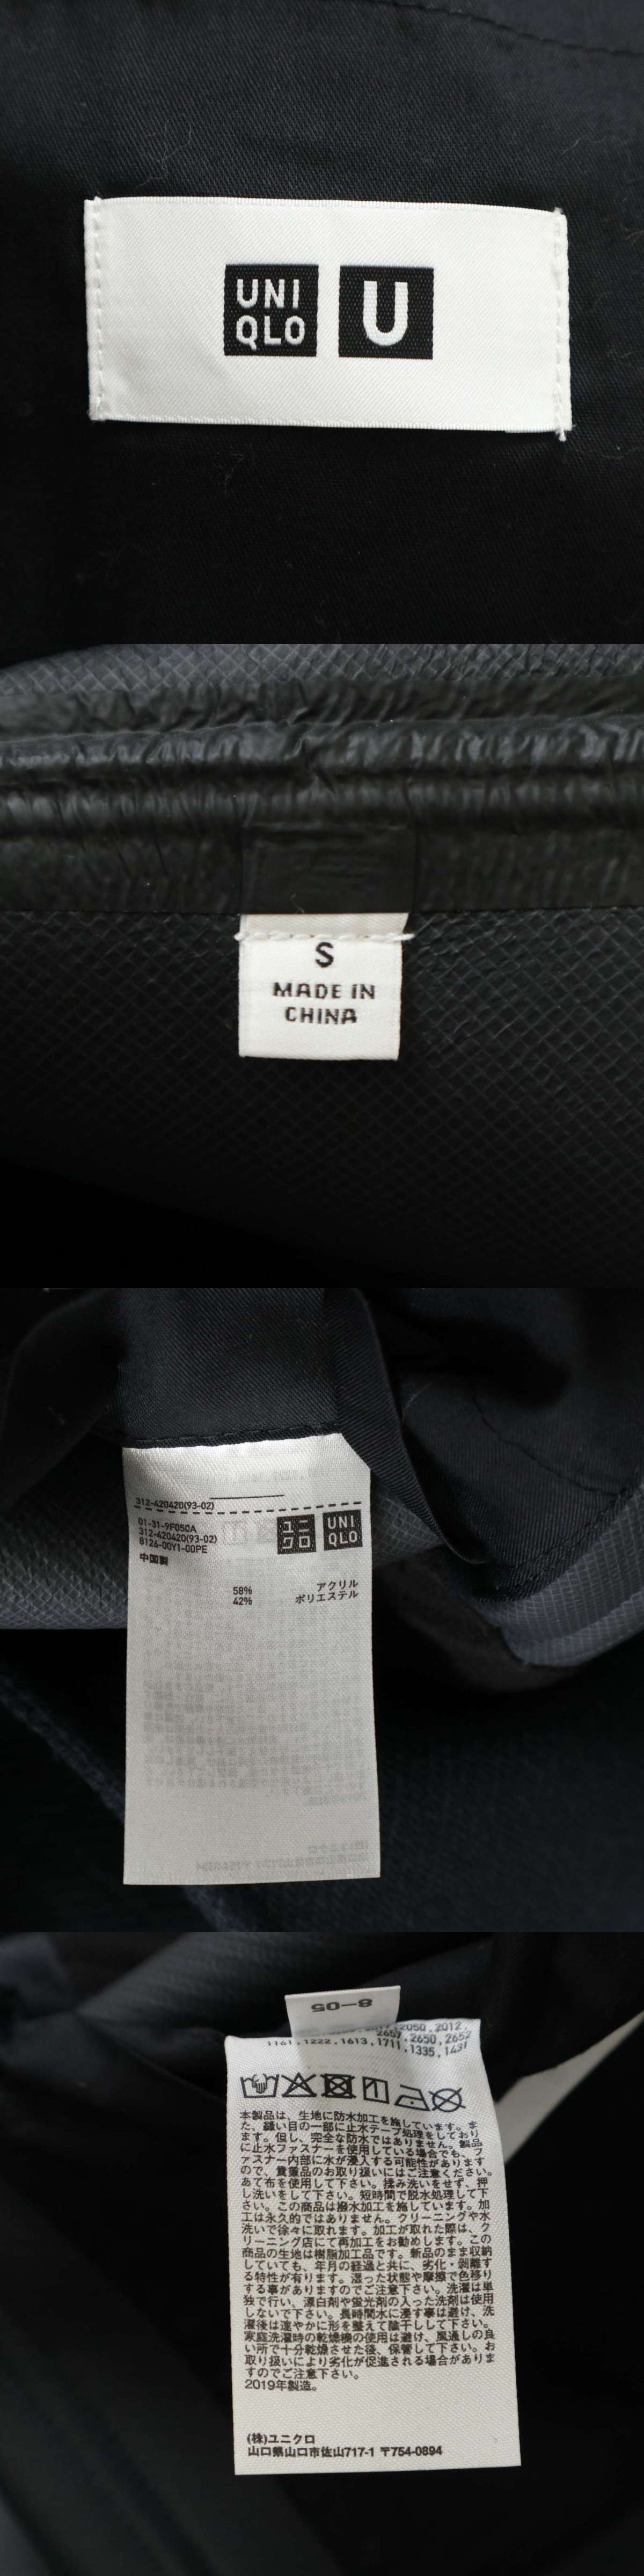 UNI
QLO
U
S
MADE IN
CHINA
312-420420(93-02)
01-31-9F050A
312-420420(93-02)
8126-00Y1-00PE
中国製
ユニ
クロ
UNI
QLO
58% アクリル
42% ポリエステル
8-05
2050,2012,
2657,2650,2652
1161,1222,1613,1711,1335,1431
本製品は、生地に防水加工を施しています。ま
た、縫い目の一部に止水テープ処理をしており
ます。但し、完全な防水ではありません。製品
に止水ファスナーを使用している場合でも、フ
ァスナー内部に水が浸入する可能性があります
ので、貴重品のお取り扱いにはご注意ください。
あて布を使用して下さい。揉み洗いをせず、押
し洗いをして下さい。短時間で脱水処理して下
さい。この商品は撥水加工を施しています。加
工は永久的ではありません。クリーニングや水
洗いで徐々に取れます。加工が取れた際は、ク
リーニング店にて再加工をお勧めします。この
商品の生地は樹脂加工品です。新品のまま収納
していても、年月の経過と共に、劣化・剥離す
る特性が有ります。湿った状態や摩擦で色移り
する事がありますのでご注意下さい。洗濯は単
独で行い、漂白剤や蛍光剤の入った洗剤は使用
しないで下さい。長時間水に浸す事は避け、洗
濯後は速やかに形を整えて陰干しして下さい。
家庭洗濯時の乾燥機の使用は避け、風通しの良
い所で十分乾燥させた後、保管して下さい。お
取り扱いにより劣化が促進される場合がありま
すのでご注意下さい。
2019年製造。
(株)ユニクロ
山口県山口市佐山717-1 〒754-0894